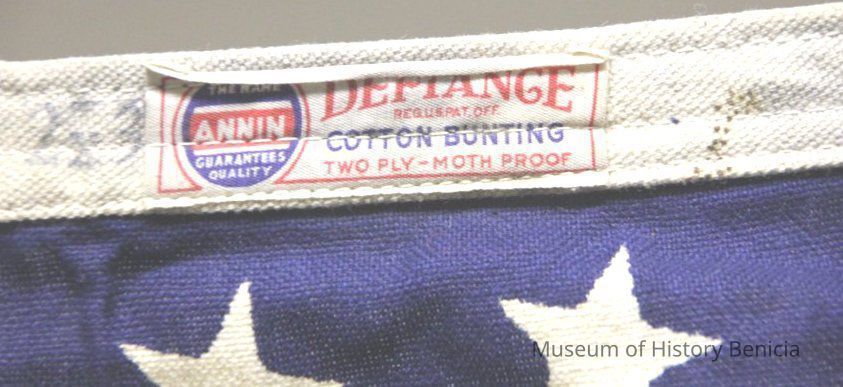 THE NAME
ANNIN
GUARANTEES
QUALITY
DEFIANCE
REG.U.S.PAT.OFF
COTTON BUNTING
TWO PLY-MOTH PROOF
Museum of History Benicia